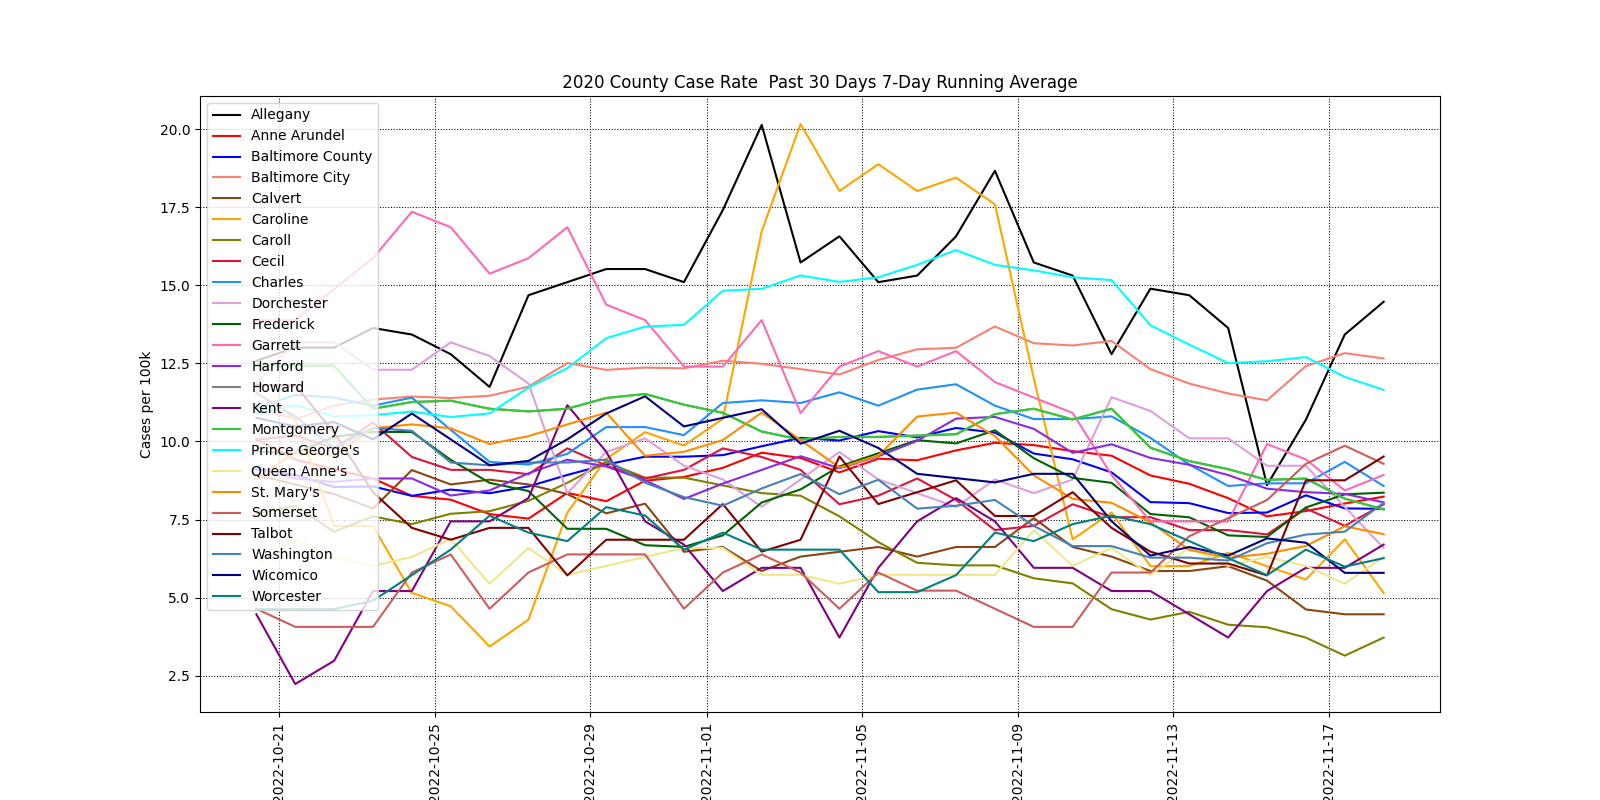 2020 County Case Rate  Past 30 Days 7-Day Running Average
Cases per 100k
20.0
17.5
15.0
12.5
10.0
7.5
5.0
2.5
Allegany
Anne Arundel
Baltimore County
Baltimore City
Calvert
Caroline
Caroll
Cecil
Charles
Dorchester
Frederick
Garrett
Harford
Howard
Kent
Montgomery
Prince George's
Queen Anne's
St. Mary's
Somerset
Talbot
Washington
Wicomico
Worcester
2022-10-21
2022-10-25
2022-10-29
2022-11-01
2022-11-05
2022-11-09
2022-11-13
2022-11-17